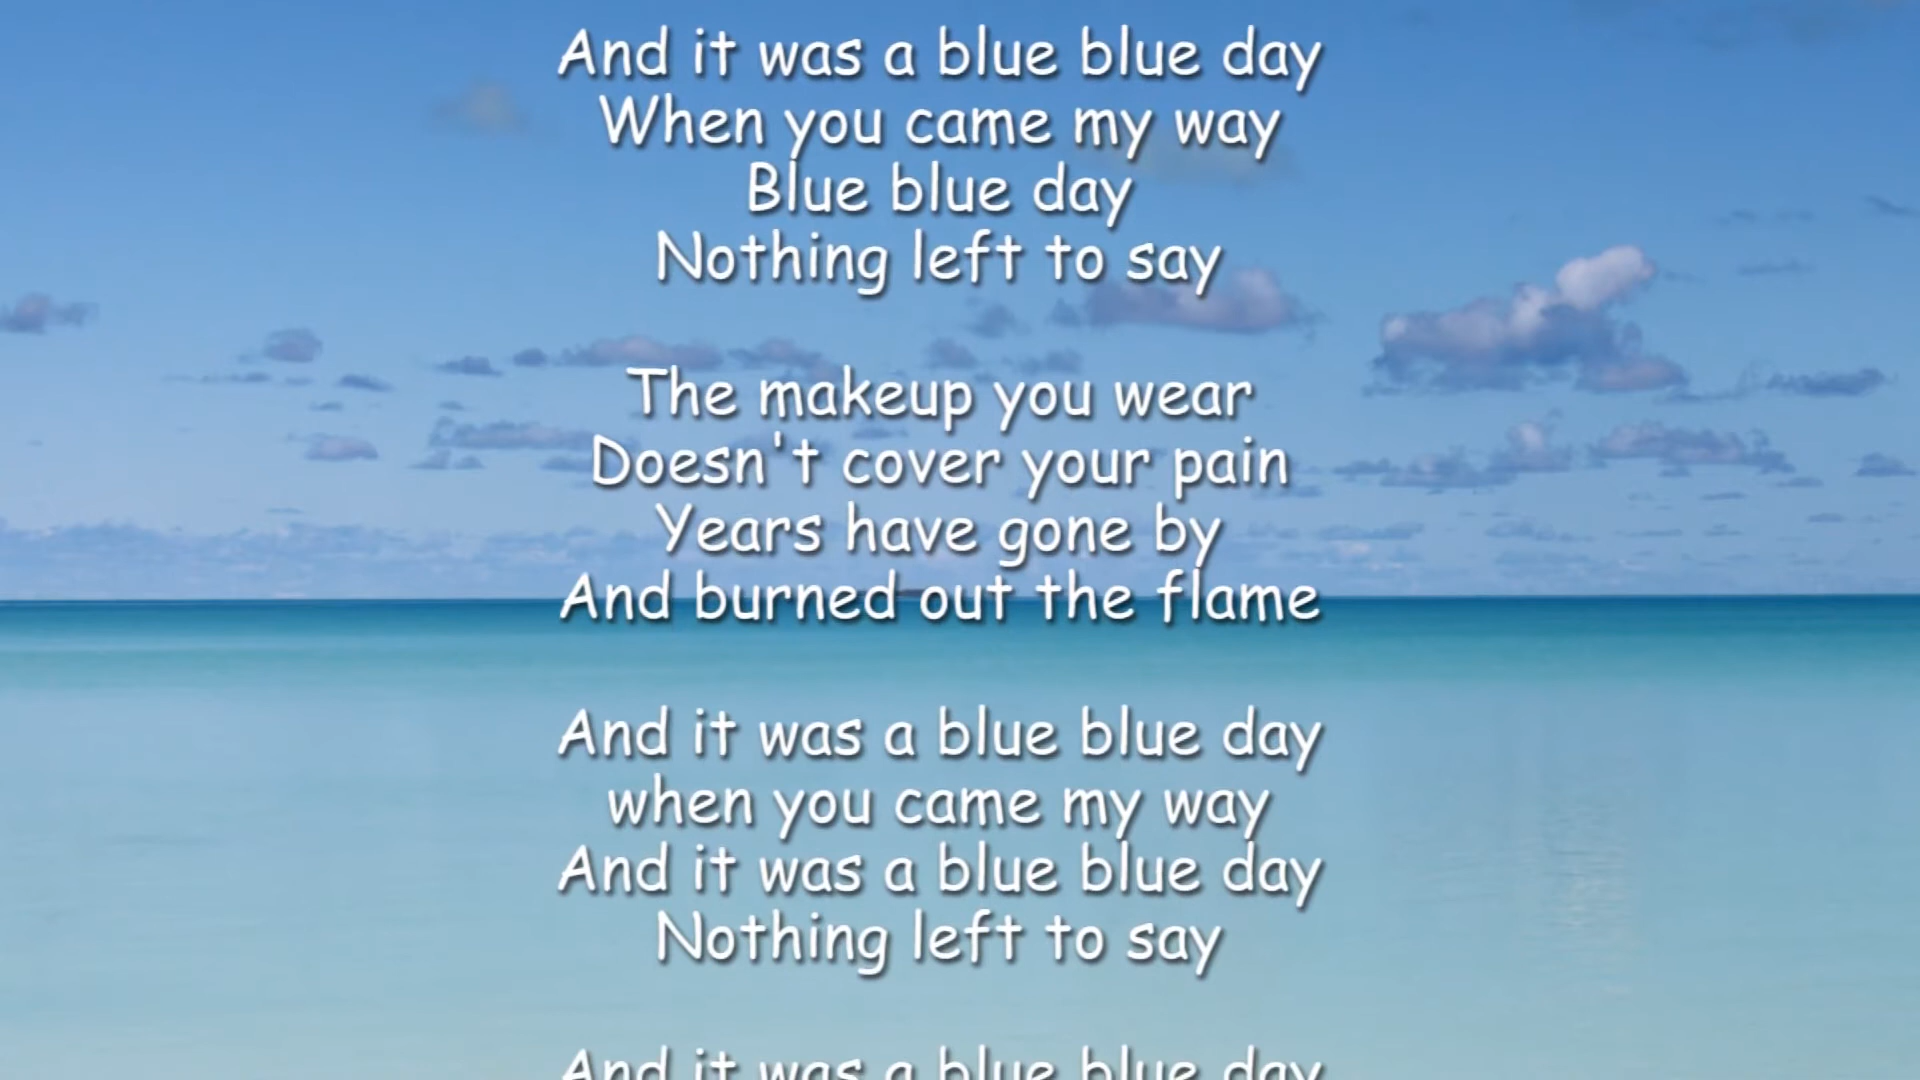 And it was a blue blue day
When you came my way
Blue blue day
Nothing left to say
The makeup you wear
Doesn't cover your pain
Years have gone by
And burned out the flame
And it was a blue blue day
when you came my way
And it was a blue blue day
Nothing left to say
And it was a blue blue day